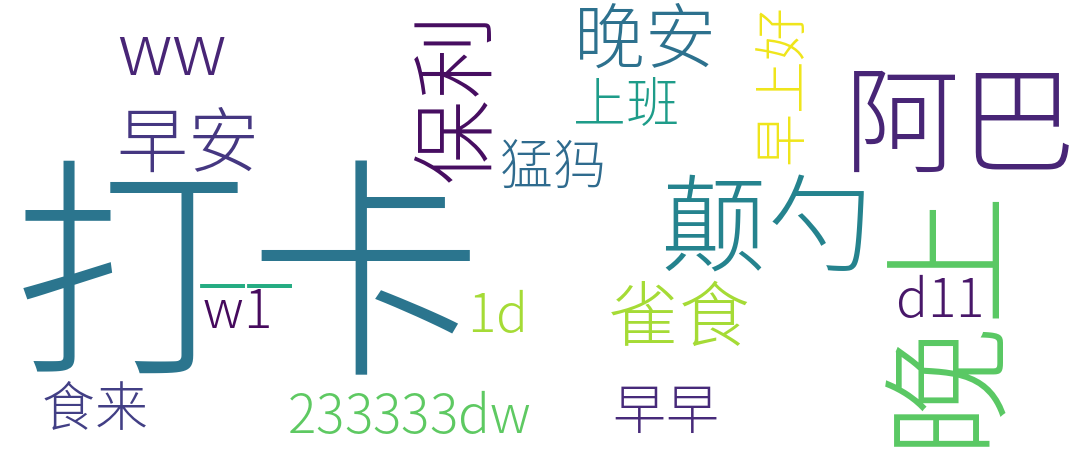 ww
保利
晚安
早上好
阿巴
早安
上班
猛犸
打卡
颠勺
晚上
__
w1
1d
雀食
d11
食来
233333dw
早早